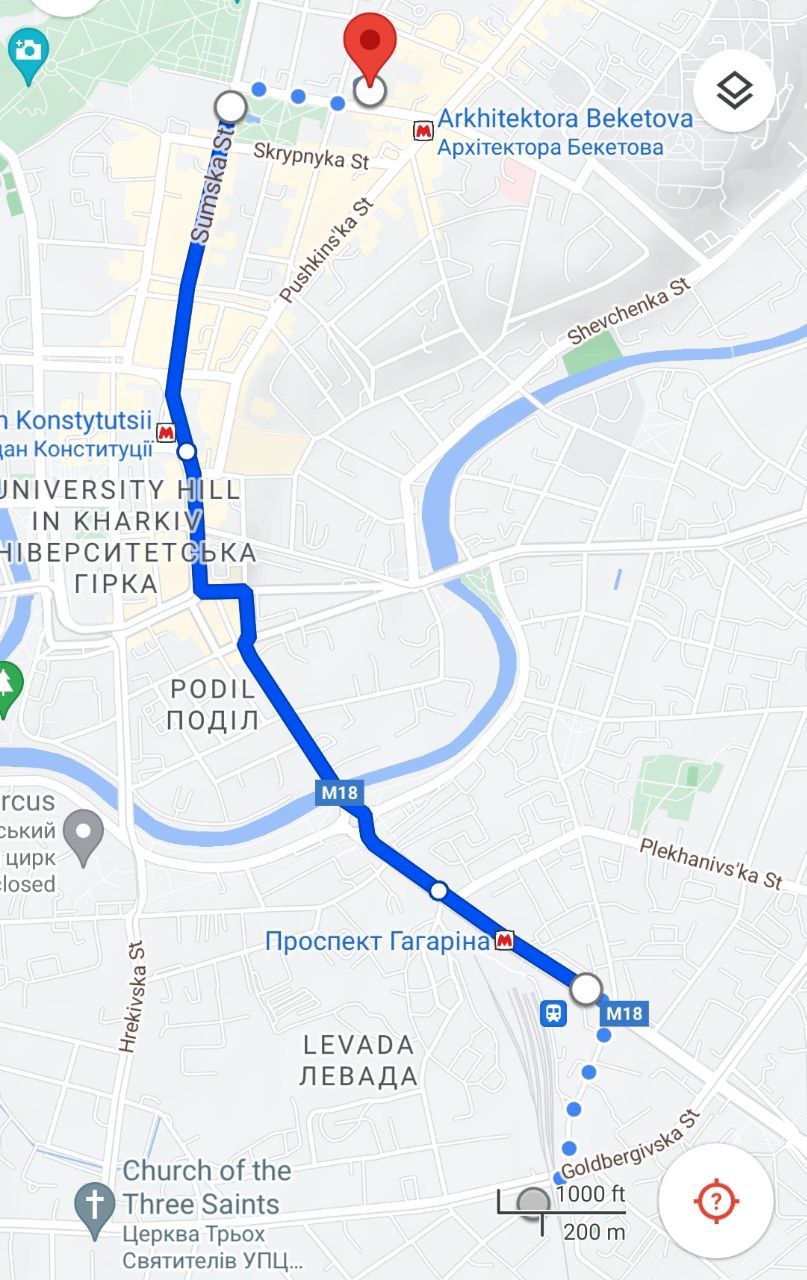 Arkhitektora Beketova
Архітектора Бекетова
Sumska St
Skrypnyka St
Pushkins'ka St
Shevchenka St
n Konstytutsii
дан Конституції
UNIVERSITY HILL
IN KHARKIV
НІВЕРСИТЕТСЬКА
ГІРКА
PODIL
ПОДІЛ
M18
rcus
ський
цирк
closed
Plekhanivs'ka St
Проспект Гагаріна
Hrekivska St
M18
LEVADA
ЛЕВАДА
Goldbergivska St
Church of the
Three Saints
Церква Трьох
Святителів УПЦ...
1000 ft
200 m
?